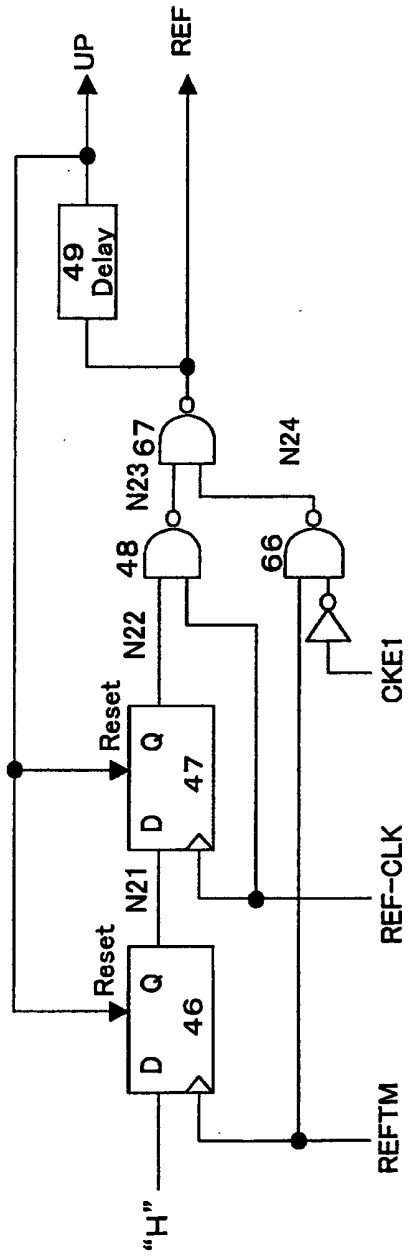 "H"
D
Q
46
Reset
N21
D
Q
47
Reset
N22
48
N23
67
N24
66
49
Delay
UP
REF
REFTM
REF-CLK
CKE1